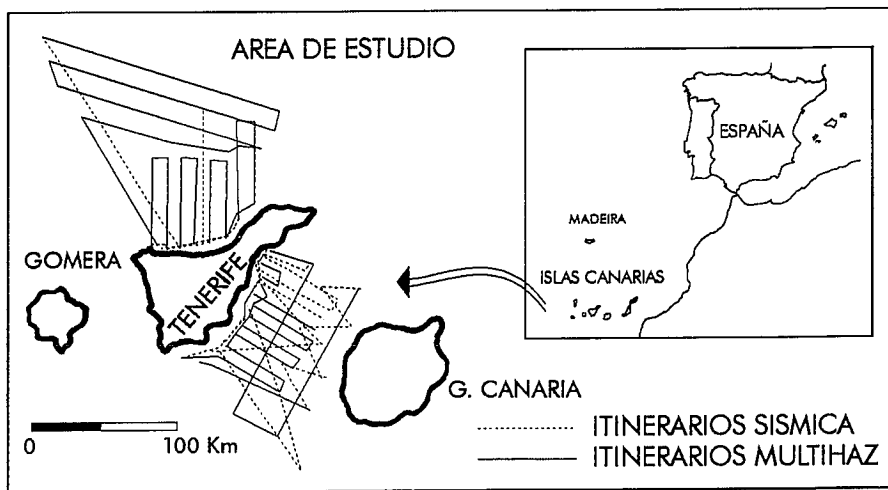 AREA DE ESTUDIO
ESPAÑA
MADEIRA
ISLAS CANARIAS
GOMERA
TENERIFE
G. CANARIA
0 100 Km
ITINERARIOS SISMICA
ITINERARIOS MULTIHAZ